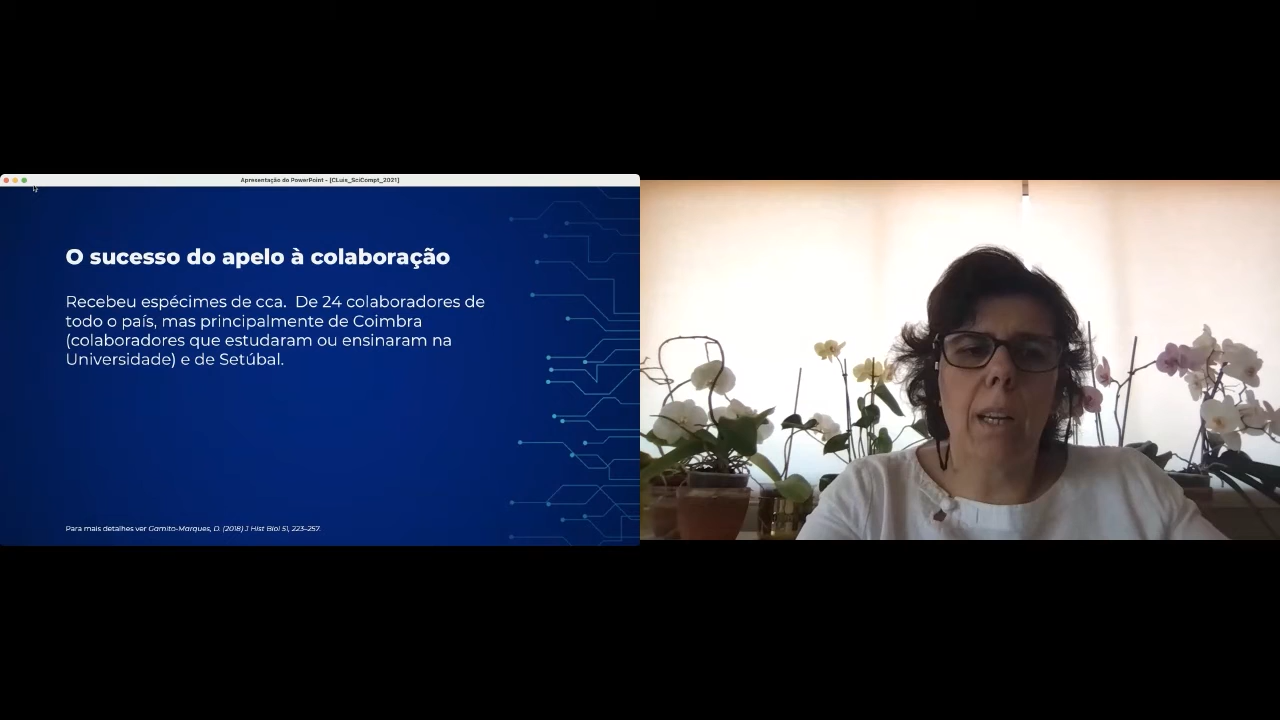 Apresentação do PowerPoint - [CLuis_SciCompt_2021]
O sucesso do apelo à colaboração
Recebeu espécimes de cca. De 24 colaboradores de
todo o país, mas principalmente de Coimbra
(colaboradores que estudaram ou ensinaram na
Universidade) e de Setúbal.
Para mais detalhes ver Gamito-Marques, D. (2018) J Hist Biol 51, 223–257